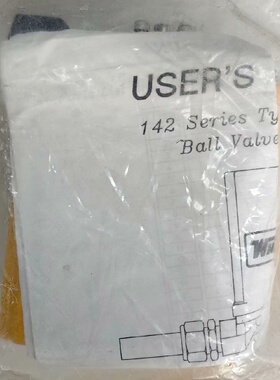 USER'S
142 Series Ty
Ball Valve